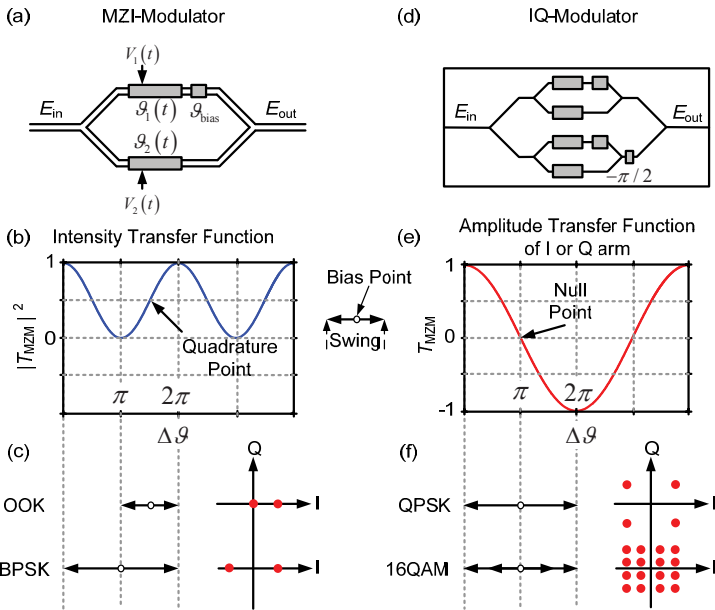 (a)
MZI-Modulator
V₁(t)
E_in
ϑ₁(t)
ϑ_bias
E_out
ϑ₂(t)
V₂(t)
(d)
IQ-Modulator
E_in
E_out
−π/2
(b)
Intensity Transfer Function
1
0
|T_MZM|²
Quadrature
Point
π
2π
Δϑ
Bias Point
Swing
(e)
Amplitude Transfer Function
of I or Q arm
1
0
-1
T_MZM
Null
Point
π
2π
Δϑ
(c)
Q
OOK
I
BPSK
I
(f)
Q
QPSK
I
16QAM
I